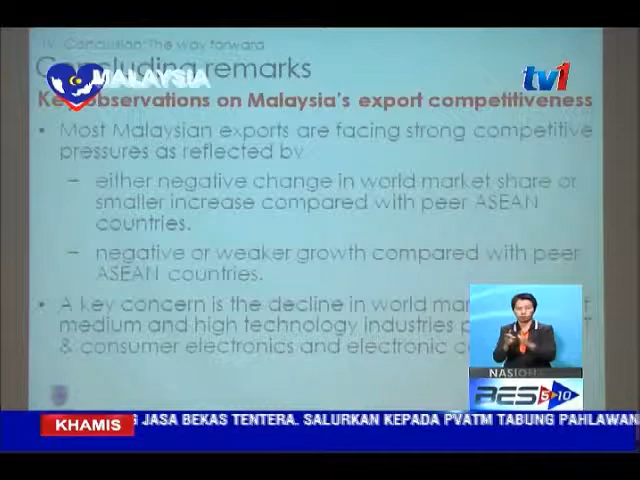 IV. Conclusion: The way forward
Concluding remarks
MALAYSIA
tv1
Key observations on Malaysia's export competitiveness
• Most Malaysian exports are facing strong competitive
pressures as reflected by
– either negative change in world market share or
smaller increase compared with peer ASEAN
countries.
– negative or weaker growth compared with peer
ASEAN countries.
• A key concern is the decline in world
medium and high technology industries
& consumer electronics and electronic
RES 5-10
KHAMIS
JASA BEKAS TENTERA. SALURKAN KEPADA PVATM TABUNG PAHLAWAN